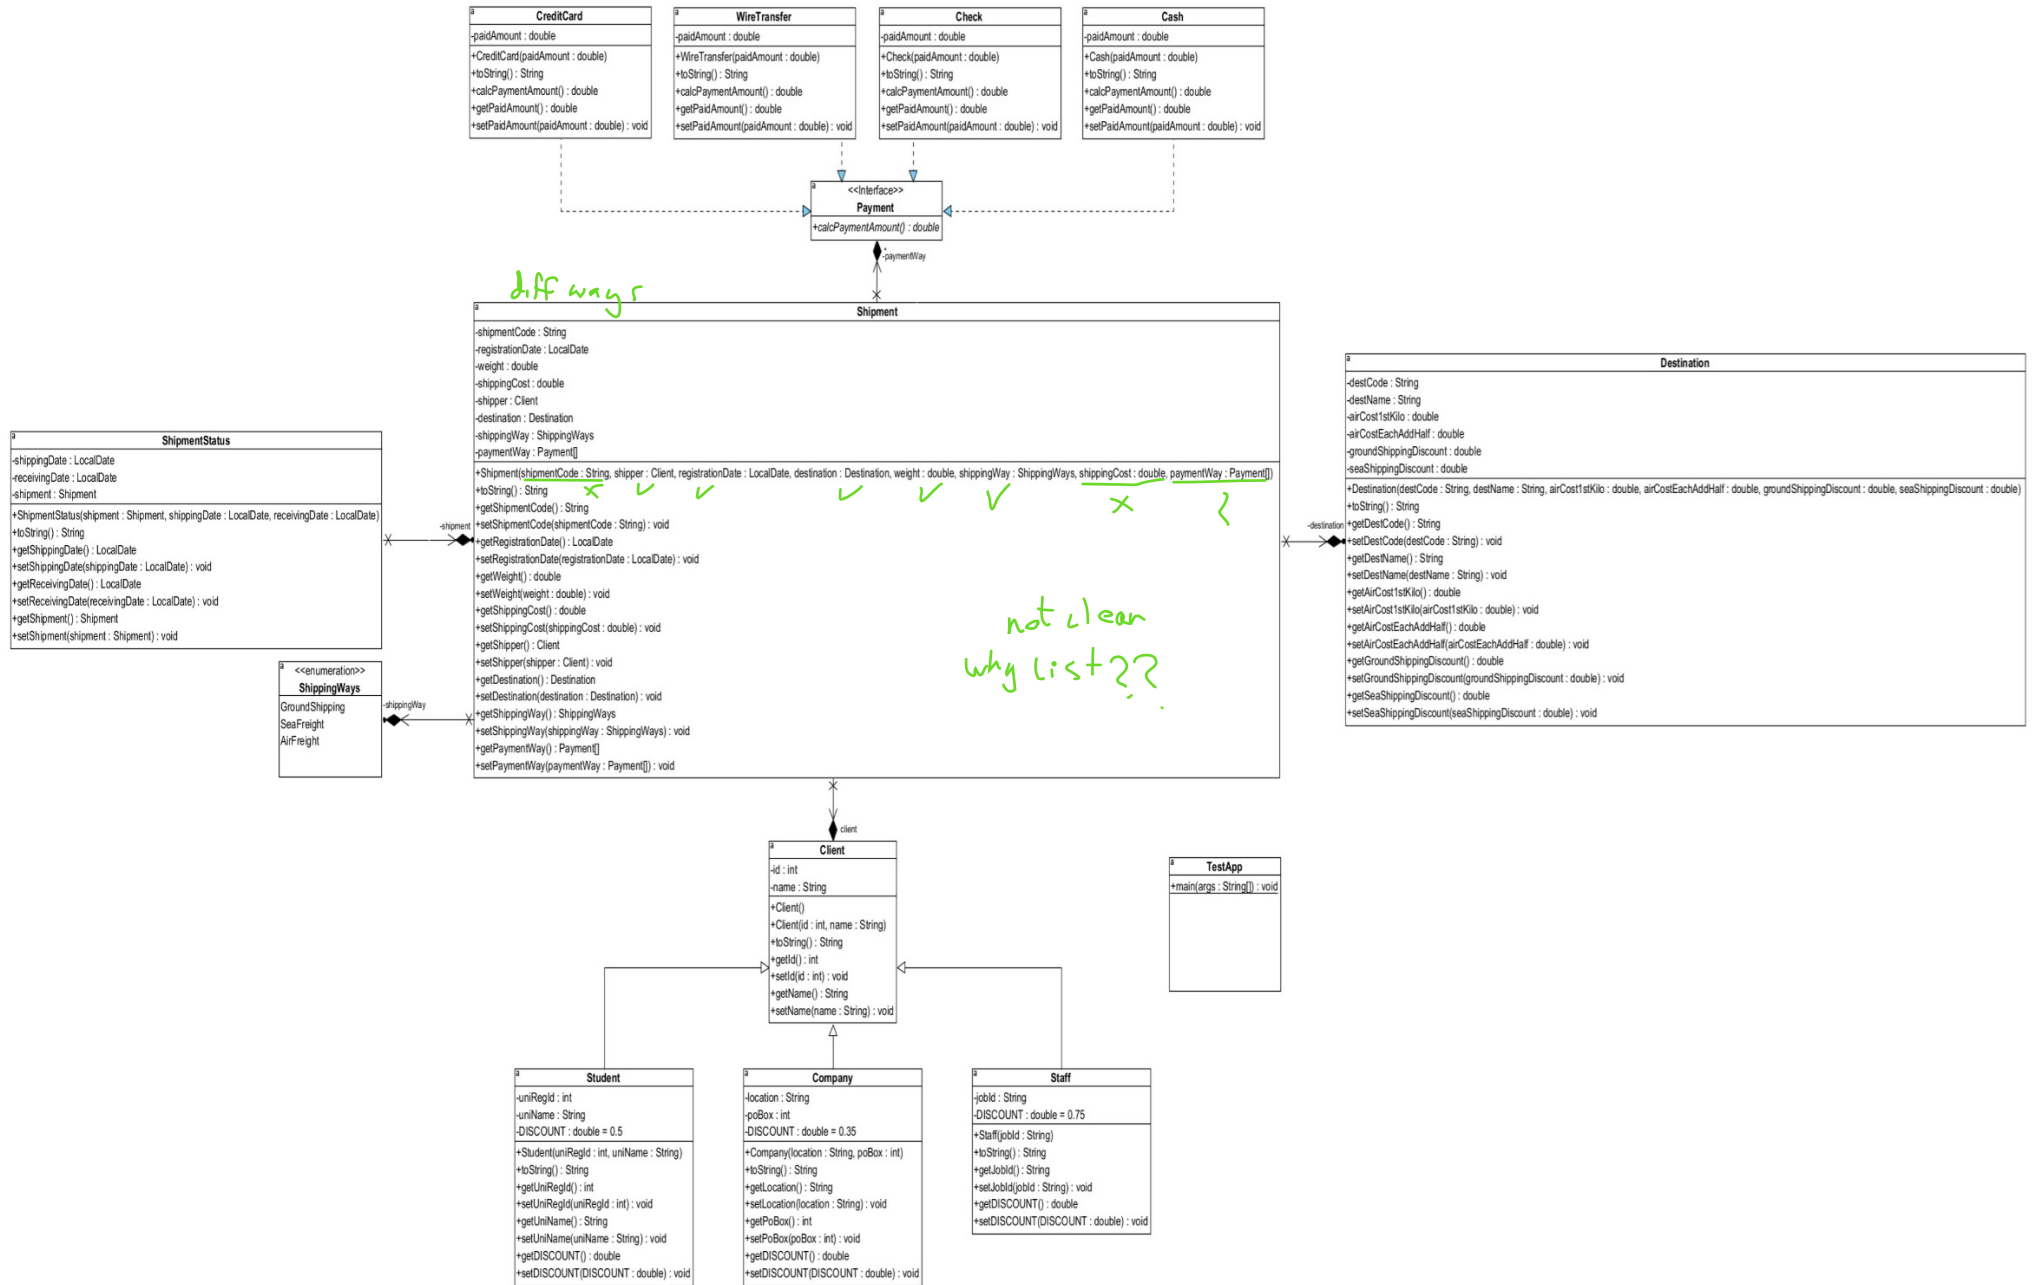 CreditCard
-paidAmount : double
+CreditCard(paidAmount : double)
+toString() : String
+calcPaymentAmount() : double
+getPaidAmount() : double
+setPaidAmount(paidAmount : double) : void
WireTransfer
-paidAmount : double
+WireTransfer(paidAmount : double)
+toString() : String
+calcPaymentAmount() : double
+getPaidAmount() : double
+setPaidAmount(paidAmount : double) : void
Check
-paidAmount : double
+Check(paidAmount : double)
+toString() : String
+calcPaymentAmount() : double
+getPaidAmount() : double
+setPaidAmount(paidAmount : double) : void
Cash
-paidAmount : double
+Cash(paidAmount : double)
+toString() : String
+calcPaymentAmount() : double
+getPaidAmount() : double
+setPaidAmount(paidAmount : double) : void
<<Interface>>
Payment
+calcPaymentAmount() : double
*
-paymentWay
diff ways
Shipment
-shipmentCode : String
-registrationDate : LocalDate
-weight : double
-shippingCost : double
-shipper : Client
-destination : Destination
-shippingWay : ShippingWays
-paymentWay : Payment[]
+Shipment(shipmentCode : String, shipper : Client, registrationDate : LocalDate, destination : Destination, weight : double, shippingWay : ShippingWays, shippingCost : double, paymentWay : Payment[])
+toString() : String
+getShipmentCode() : String
+setShipmentCode(shipmentCode : String) : void
+getRegistrationDate() : LocalDate
+setRegistrationDate(registrationDate : LocalDate) : void
+getWeight() : double
+setWeight(weight : double) : void
+getShippingCost() : double
+setShippingCost(shippingCost : double) : void
+getShipper() : Client
+setShipper(shipper : Client) : void
+getDestination() : Destination
+setDestination(destination : Destination) : void
+getShippingWay() : ShippingWays
+setShippingWay(shippingWay : ShippingWays) : void
+getPaymentWay() : Payment[]
+setPaymentWay(paymentWay : Payment[]) : void
not clear
why list??
ShipmentStatus
-shippingDate : LocalDate
-receivingDate : LocalDate
-shipment : Shipment
+ShipmentStatus(shipment : Shipment, shippingDate : LocalDate, receivingDate : LocalDate)
+toString() : String
+getShippingDate() : LocalDate
+setShippingDate(shippingDate : LocalDate) : void
+getReceivingDate() : LocalDate
+setReceivingDate(receivingDate : LocalDate) : void
+getShipment() : Shipment
+setShipment(shipment : Shipment) : void
-shipment
<<enumeration>>
ShippingWays
GroundShipping
SeaFreight
AirFreight
-shippingWay
-destination
Destination
-destCode : String
-destName : String
-airCost1stKilo : double
-airCostEachAddHalf : double
-groundShippingDiscount : double
-seaShippingDiscount : double
+Destination(destCode : String, destName : String, airCost1stKilo : double, airCostEachAddHalf : double, groundShippingDiscount : double, seaShippingDiscount : double)
+toString() : String
+getDestCode() : String
+setDestCode(destCode : String) : void
+getDestName() : String
+setDestName(destName : String) : void
+getAirCost1stKilo() : double
+setAirCost1stKilo(airCost1stKilo : double) : void
+getAirCostEachAddHalf() : double
+setAirCostEachAddHalf(airCostEachAddHalf : double) : void
+getGroundShippingDiscount() : double
+setGroundShippingDiscount(groundShippingDiscount : double) : void
+getSeaShippingDiscount() : double
+setSeaShippingDiscount(seaShippingDiscount : double) : void
client
Client
-id : int
-name : String
+Client()
+Client(id : int, name : String)
+toString() : String
+getId() : int
+setId(id : int) : void
+getName() : String
+setName(name : String) : void
TestApp
+main(args : String[]) : void
Student
-uniRegId : int
-uniName : String
-DISCOUNT : double = 0.5
+Student(uniRegId : int, uniName : String)
+toString() : String
+getUniRegId() : int
+setUniRegId(uniRegId : int) : void
+getUniName() : String
+setUniName(uniName : String) : void
+getDISCOUNT() : double
+setDISCOUNT(DISCOUNT : double) : void
Company
-location : String
-poBox : int
-DISCOUNT : double = 0.35
+Company(location : String, poBox : int)
+toString() : String
+getLocation() : String
+setLocation(location : String) : void
+getPoBox() : int
+setPoBox(poBox : int) : void
+getDISCOUNT() : double
+setDISCOUNT(DISCOUNT : double) : void
Staff
-jobId : String
-DISCOUNT : double = 0.75
+Staff(jobId : String)
+toString() : String
+getJobId() : String
+setJobId(jobId : String) : void
+getDISCOUNT() : double
+setDISCOUNT(DISCOUNT : double) : void